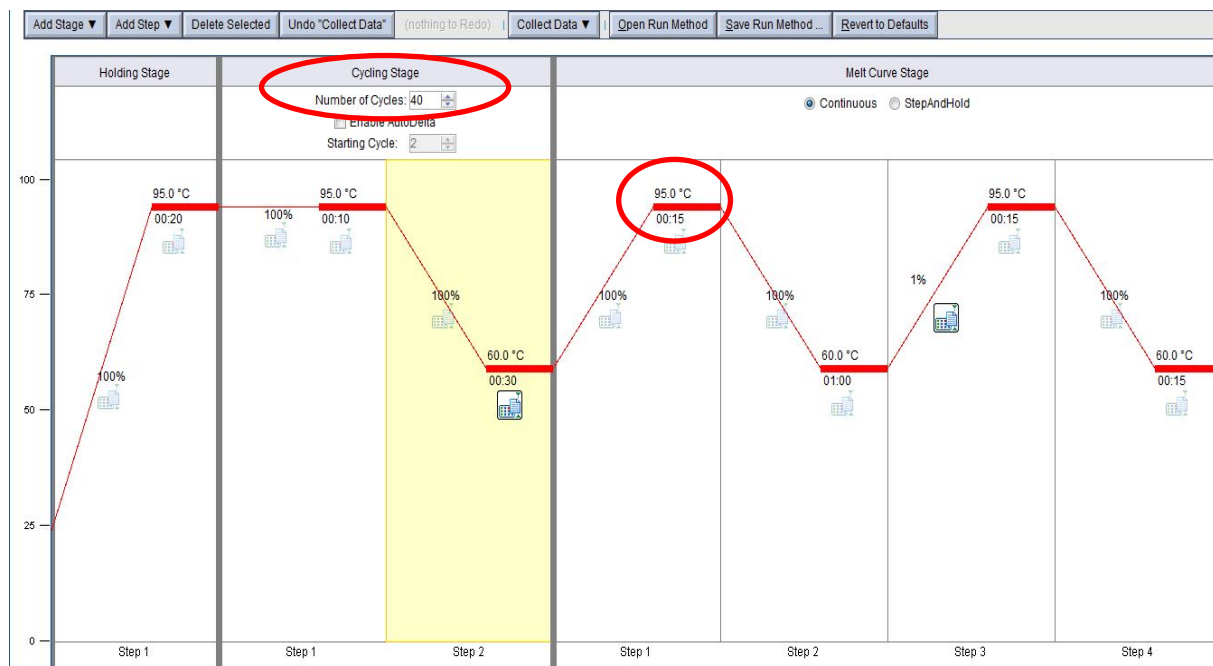 Add Stage ▼ Add Step ▼ Delete Selected Undo "Collect Data" (nothing to Redo) Collect Data ▼ Open Run Method Save Run Method ... Revert to Defaults
Holding Stage Cycling Stage Melt Curve Stage
Number of Cycles: 40
Continuous StepAndHold
Enable AutoDelta
Starting Cycle: 2
100
95.0 °C 95.0 °C 95.0 °C 95.0 °C
00:20 100% 00:10 00:15 00:15
1%
75 100% 100% 100% 100%
60.0 °C 60.0 °C 60.0 °C
100% 00:30 01:00 00:15
50
25
0
Step 1 Step 1 Step 2 Step 1 Step 2 Step 3 Step 4